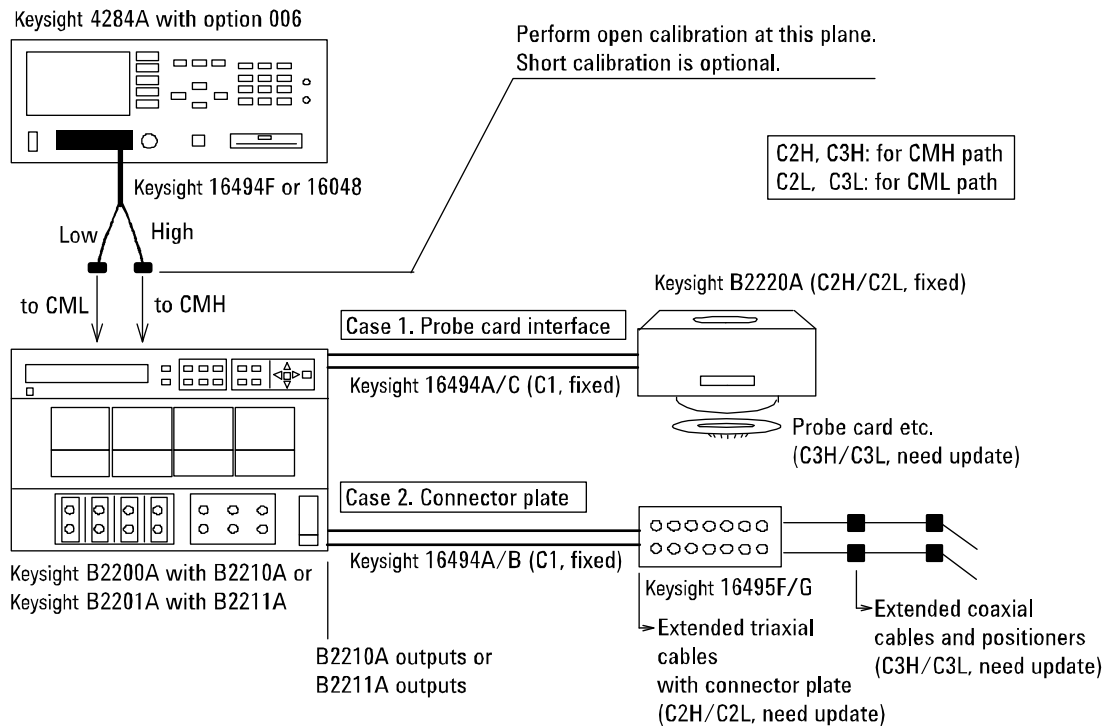 Keysight 4284A with option 006
Perform open calibration at this plane.
Short calibration is optional.
C2H, C3H: for CMH path
C2L, C3L: for CML path
Keysight 16494F or 16048
Low
High
to CML
to CMH
Keysight B2220A (C2H/C2L, fixed)
Case 1. Probe card interface
Keysight 16494A/C (C1, fixed)
Probe card etc.
(C3H/C3L, need update)
Case 2. Connector plate
Keysight 16494A/B (C1, fixed)
Keysight B2200A with B2210A or
Keysight B2201A with B2211A
Keysight 16495F/G
B2210A outputs or
B2211A outputs
Extended triaxial
cables
with connector plate
(C2H/C2L, need update)
Extended coaxial
cables and positioners
(C3H/C3L, need update)